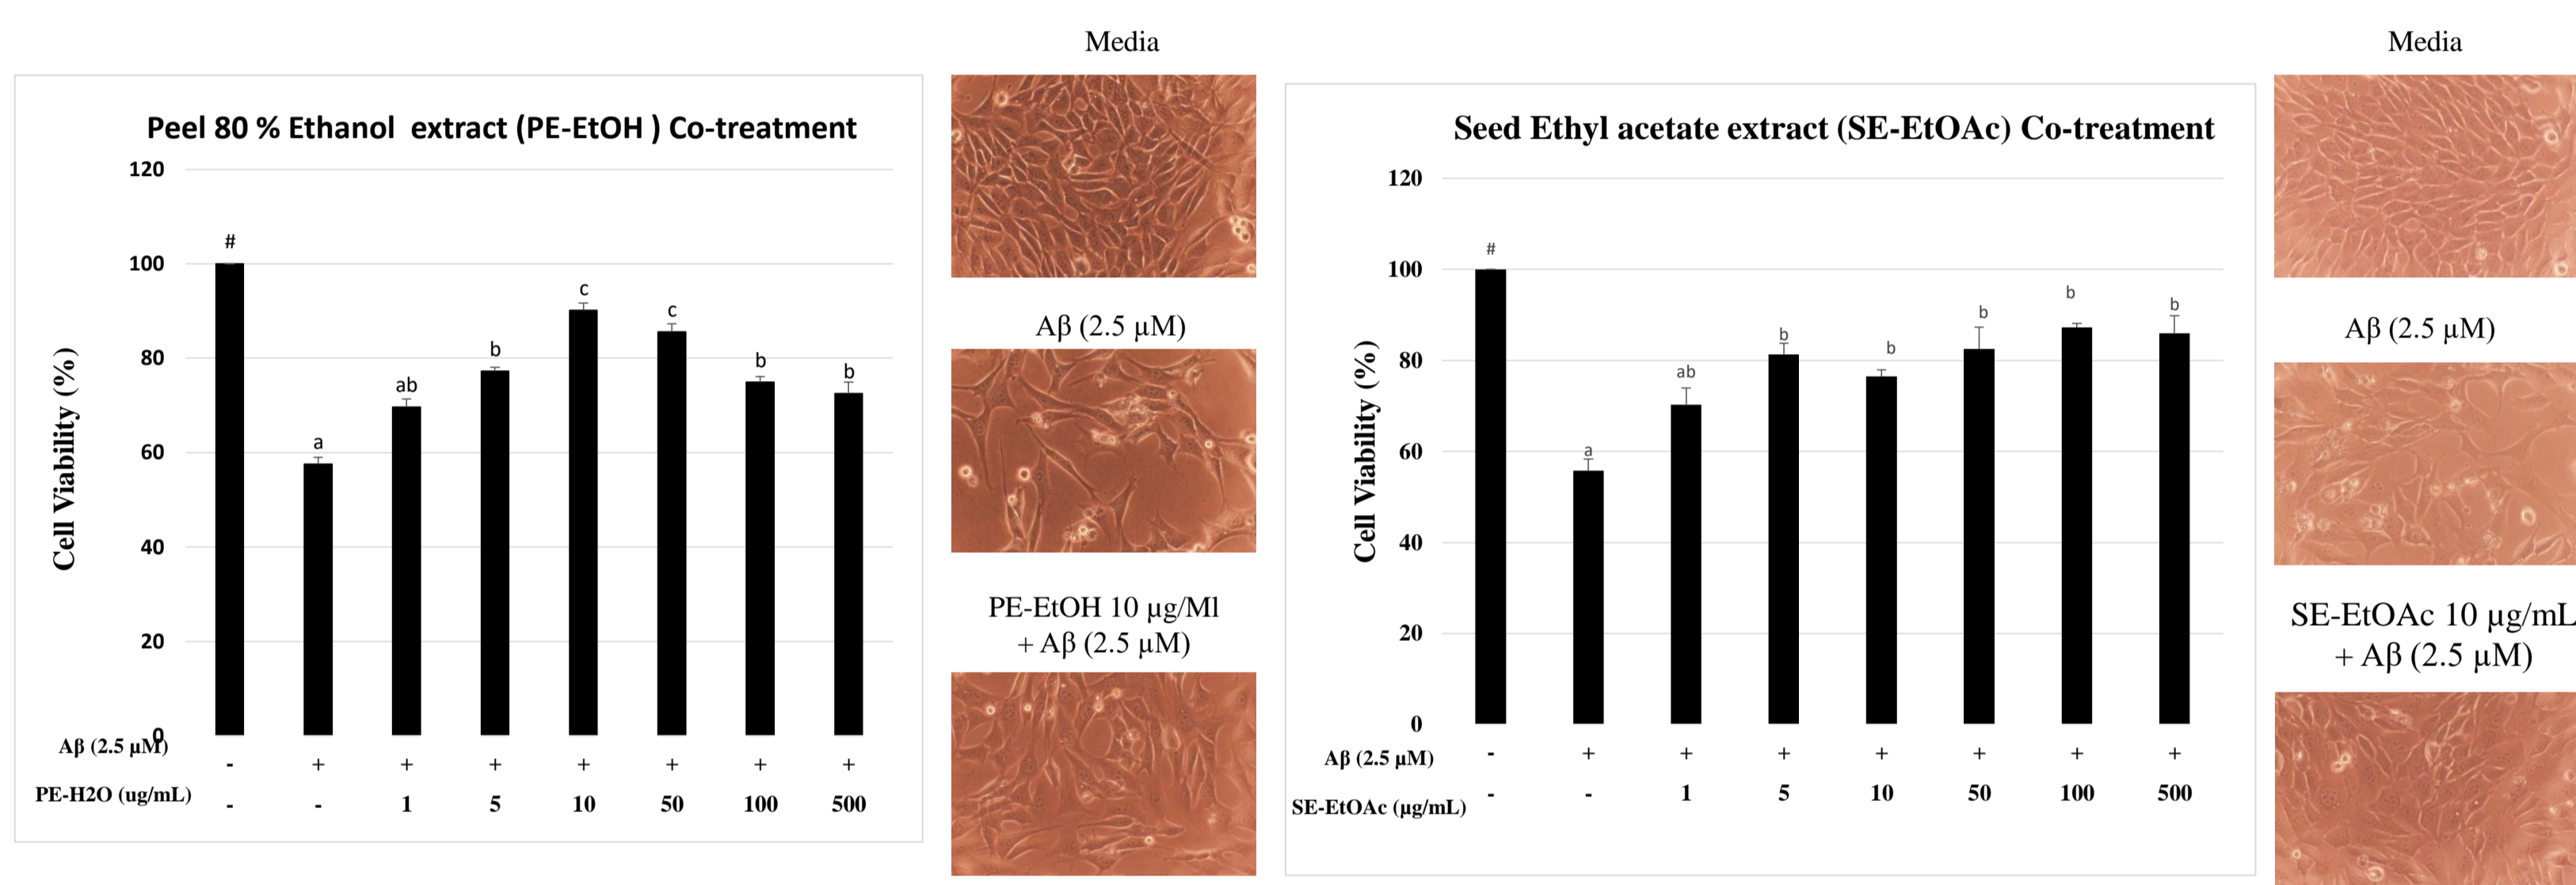 Peel 80 % Ethanol extract (PE-EtOH ) Co-treatment
Cell Viability (%)
120
100
80
60
40
20
0
#
a
ab
b
c
c
b
b
Aβ (2.5 µM)
- + + + + + + +
PE-H2O (ug/mL)
- - 1 5 10 50 100 500
Media
Aβ (2.5 µM)
PE-EtOH 10 µg/Ml
+ Aβ (2.5 µM)
Seed Ethyl acetate extract (SE-EtOAc) Co-treatment
Cell Viability (%)
120
100
80
60
40
20
0
#
a
ab
b
b
b
b
b
Aβ (2.5 µM)
- + + + + + + +
SE-EtOAc (µg/mL)
- - 1 5 10 50 100 500
Media
Aβ (2.5 µM)
SE-EtOAc 10 µg/mL
+ Aβ (2.5 µM)